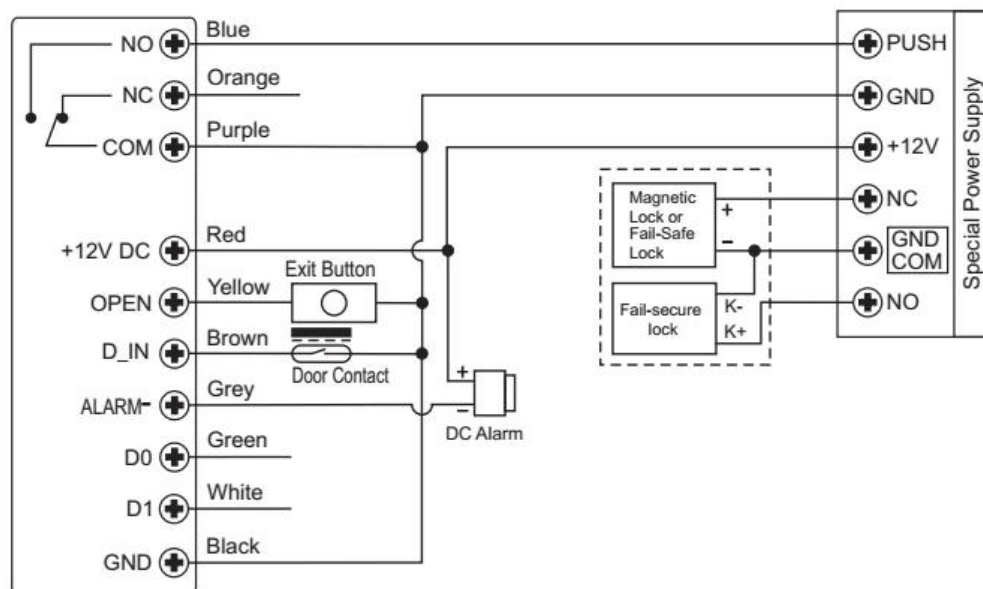 NO
Blue
PUSH
NC
Orange
GND
COM
Purple
+12V
Magnetic
Lock or
Fail-Safe
Lock
+
−
NC
+12V DC
Red
GND
COM
Exit Button
OPEN
Yellow
Fail-secure
lock
K-
K+
NO
D_IN
Brown
Door Contact
ALARM-
Grey
+
−
DC Alarm
D0
Green
D1
White
GND
Black
Special Power Supply